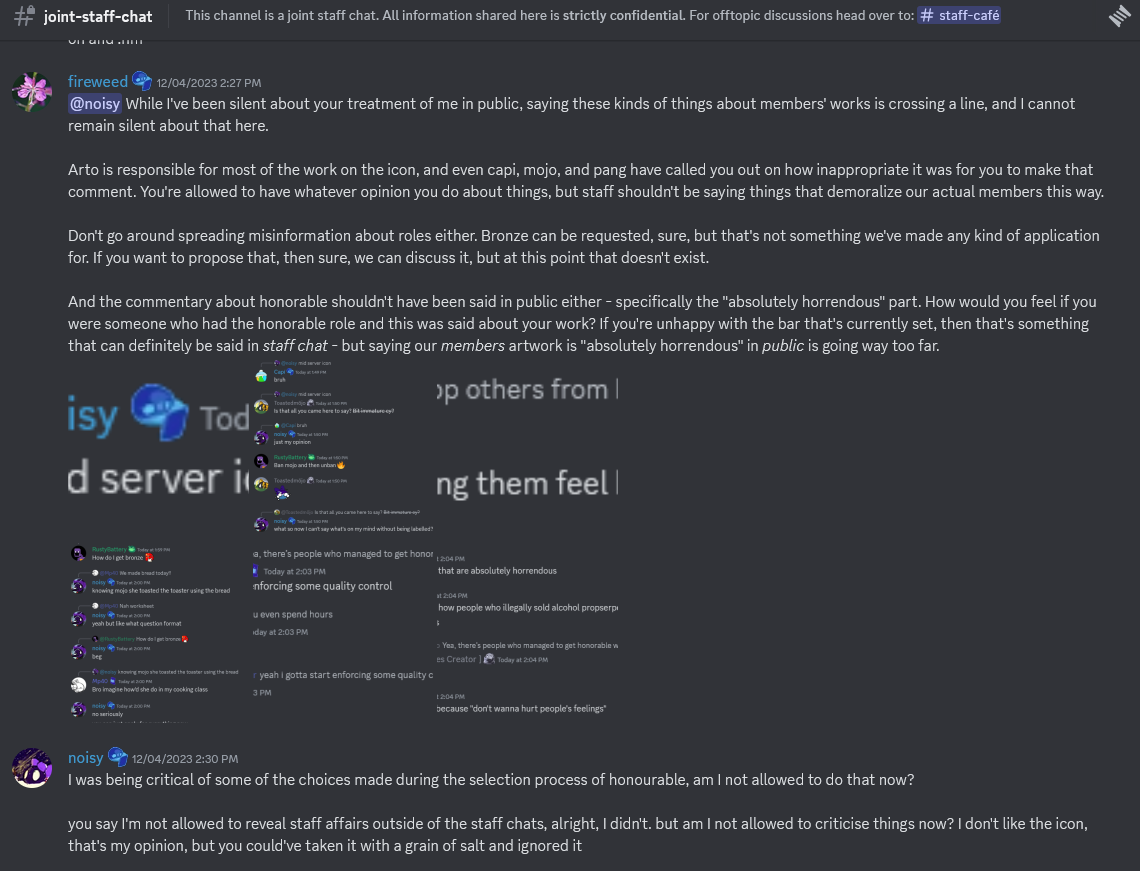 joint-staff-chat
This channel is a joint staff chat. All information shared here is strictly confidential. For offtopic discussions head over to: # staff-café
fireweed 12/04/2023 2:27 PM
@noisy While I've been silent about your treatment of me in public, saying these kinds of things about members' works is crossing a line, and I cannot
remain silent about that here.
Arto is responsible for most of the work on the icon, and even capi, mojo, and pang have called you out on how inappropriate it was for you to make that
comment. You're allowed to have whatever opinion you do about things, but staff shouldn't be saying things that demoralize our actual members this way.
Don't go around spreading misinformation about roles either. Bronze can be requested, sure, but that's not something we've made any kind of application
for. If you want to propose that, then sure, we can discuss it, but at this point that doesn't exist.
And the commentary about honorable shouldn't have been said in public either - specifically the "absolutely horrendous" part. How would you feel if you
were someone who had the honorable role and this was said about your work? If you're unhappy with the bar that's currently set, then that's something
that can definitely be said in staff chat - but saying our members artwork is "absolutely horrendous" in public is going way too far.
isy Tod
d server ic
@noisy mid server icon
Capi Today at 1:49 PM
bruh
@noisy mid server icon
Toastedmojo Today at 1:50 PM
Is that all you came here to say? Bit immature ey?
@Capi bruh
noisy Today at 1:50 PM
just my opinion
RustyBattery Today at 1:50 PM
Ban mojo and then unban
Toastedmojo Today at 1:50 PM
@Toastedmojo Is that all you came here to say? Bit immature ey?
noisy Today at 1:50 PM
what so now I can't say what's on my mind without being labelled?
op others from
ng them feel
RustyBattery Today at 1:59 PM
How do I get bronze
We made bread today!!
noisy Today at 2:00 PM
knowing mojo she toasted the toaster using the bread
Nah worksheet
noisy Today at 2:00 PM
yeah but like what question format
@RustyBattery How do I get bronze
noisy Today at 2:00 PM
beg
@noisy knowing mojo she toasted the toaster using the bread
Today at 2:00 PM
Bro imagine how'd she do in my cooking class
noisy Today at 2:00 PM
no seriously
a, there's people who managed to get honor
Today at 2:03 PM
nforcing some quality control
u even spend hours
day at 2:03 PM
yeah i gotta start enforcing some quality c
3 PM
2:04 PM
that are absolutely horrendous
at 2:04 PM
how people who illegally sold alcohol propserpe
Yes, there's people who managed to get honorable w
es Creator ] Today at 2:04 PM
2:04 PM
because "don't wanna hurt people's feelings"
noisy 12/04/2023 2:30 PM
I was being critical of some of the choices made during the selection process of honourable, am I not allowed to do that now?
you say I'm not allowed to reveal staff affairs outside of the staff chats, alright, I didn't. but am I not allowed to criticise things now? I don't like the icon,
that's my opinion, but you could've taken it with a grain of salt and ignored it